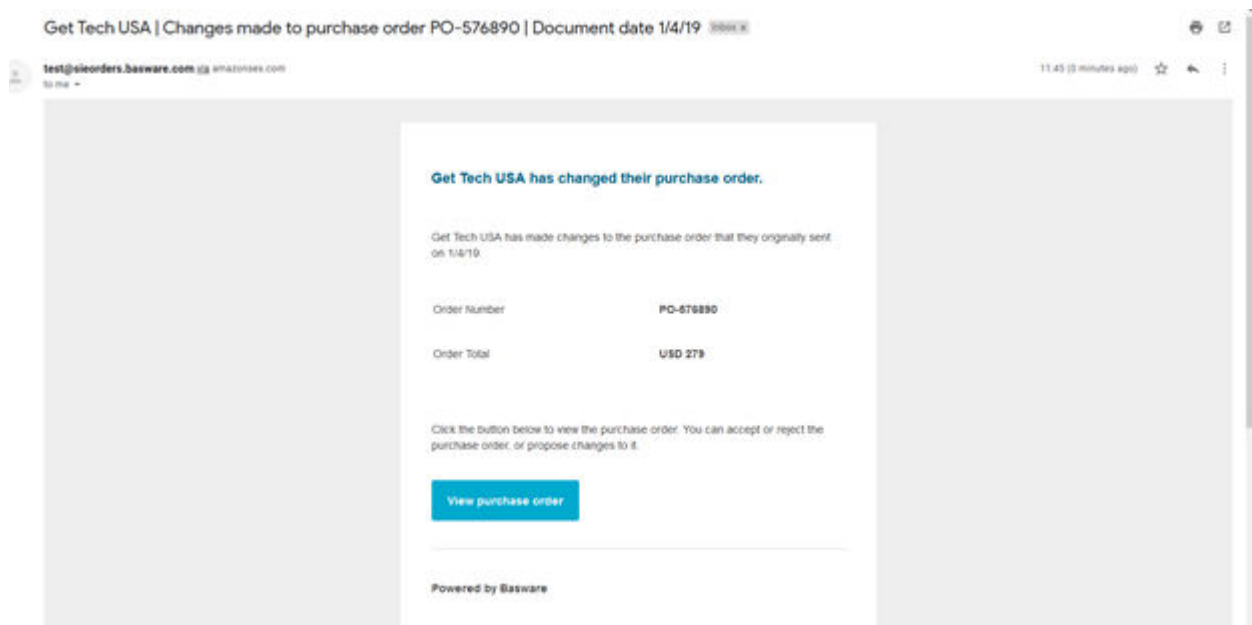 Get Tech USA | Changes made to purchase order PO-576890 | Document date 1/4/19 Inbox x
test@sieorders.basware.com via amazonses.com
11:45 (0 minutes ago)
to me
Get Tech USA has changed their purchase order.
Get Tech USA has made changes to the purchase order that they originally sent
on 1/4/19.
Order Number PO-576890
Order Total USD 279
Click the button below to view the purchase order. You can accept or reject the
purchase order, or propose changes to it.
View purchase order
Powered by Basware